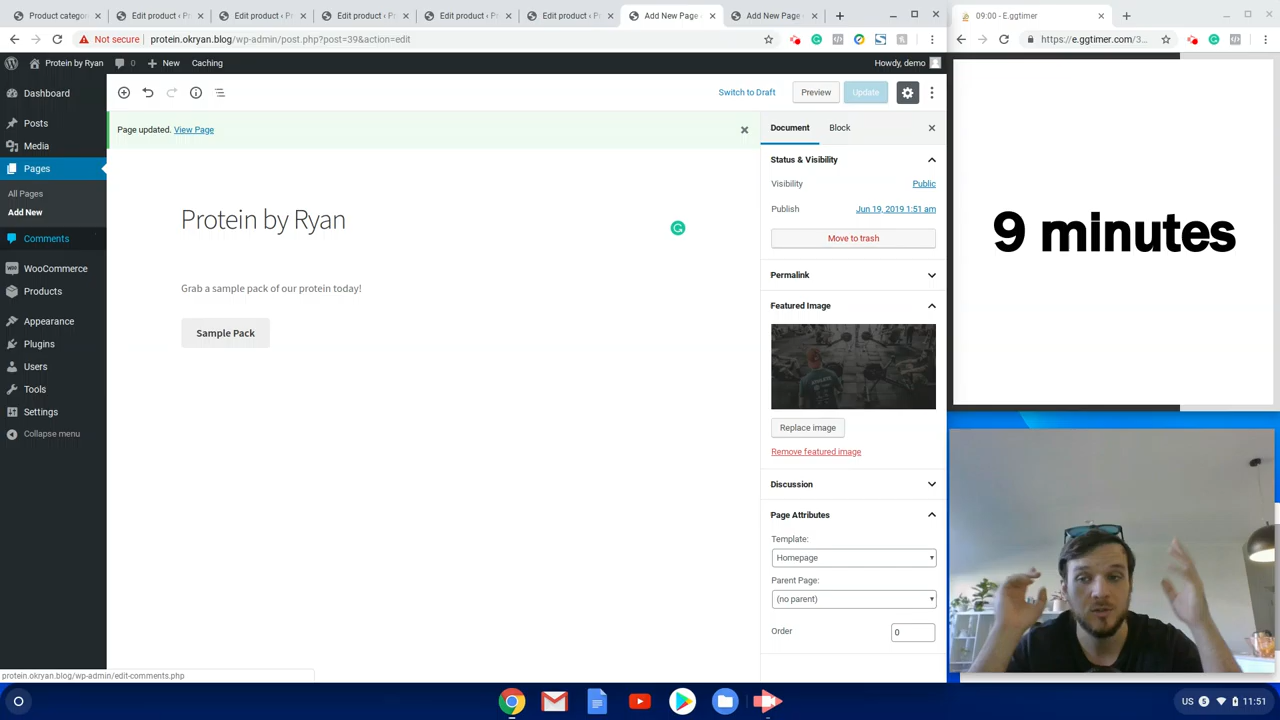 Product categor
Edit product ‹ P
Edit product ‹ P
Edit product ‹ P
Edit product ‹ P
Edit product ‹ P
Add New Page
Add New Page
09:00 - E.ggtimer
Not secure protein.okryan.blog/wp-admin/post.php?post=39&action=edit
https://e.ggtimer.com/3...
Protein by Ryan 0 New Caching Howdy, demo
Dashboard
Posts
Media
Pages
All Pages
Add New
Comments
WooCommerce
Products
Appearance
Plugins
Users
Tools
Settings
Collapse menu
Switch to Draft Preview Update
Page updated. View Page
Protein by Ryan
Grab a sample pack of our protein today!
Sample Pack
Document Block
Status & Visibility
Visibility Public
Publish Jun 19, 2019 1:51 am
Move to trash
Permalink
Featured Image
Replace image
Remove featured image
Discussion
Page Attributes
Template:
Homepage
Parent Page:
(no parent)
Order 0
9 minutes
protein.okryan.blog/wp-admin/edit-comments.php
US 5 11:51